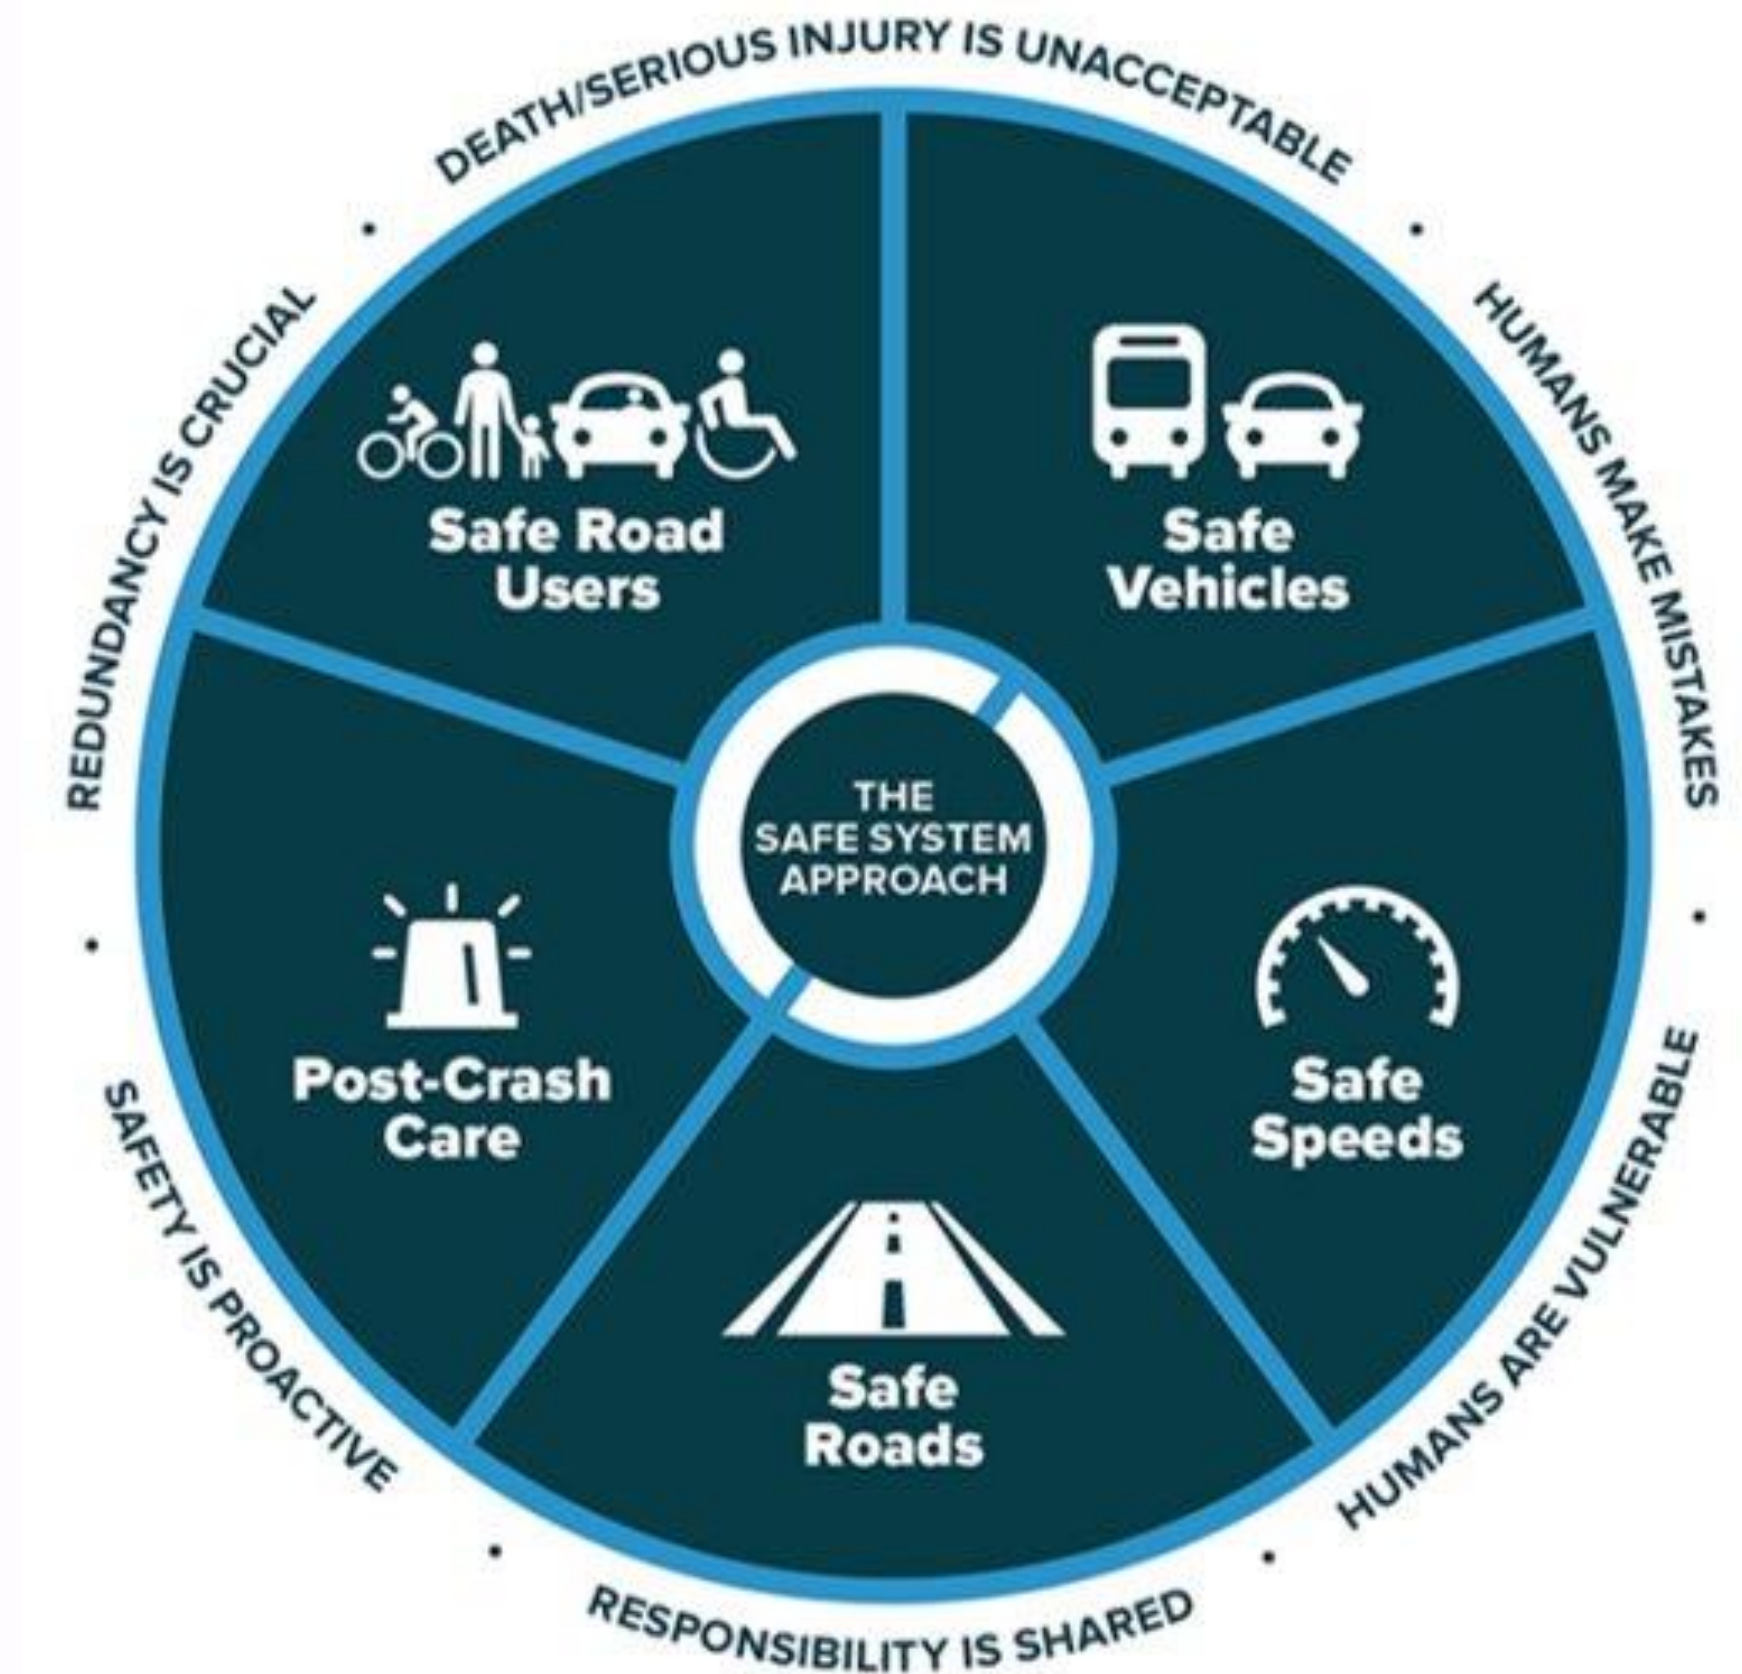 DEATH/SERIOUS INJURY IS UNACCEPTABLE
HUMANS MAKE MISTAKES
HUMANS ARE VULNERABLE
RESPONSIBILITY IS SHARED
SAFETY IS PROACTIVE
REDUNDANCY IS CRUCIAL
Safe Road
Users
Safe
Vehicles
Safe
Speeds
Safe
Roads
Post-Crash
Care
THE
SAFE SYSTEM
APPROACH